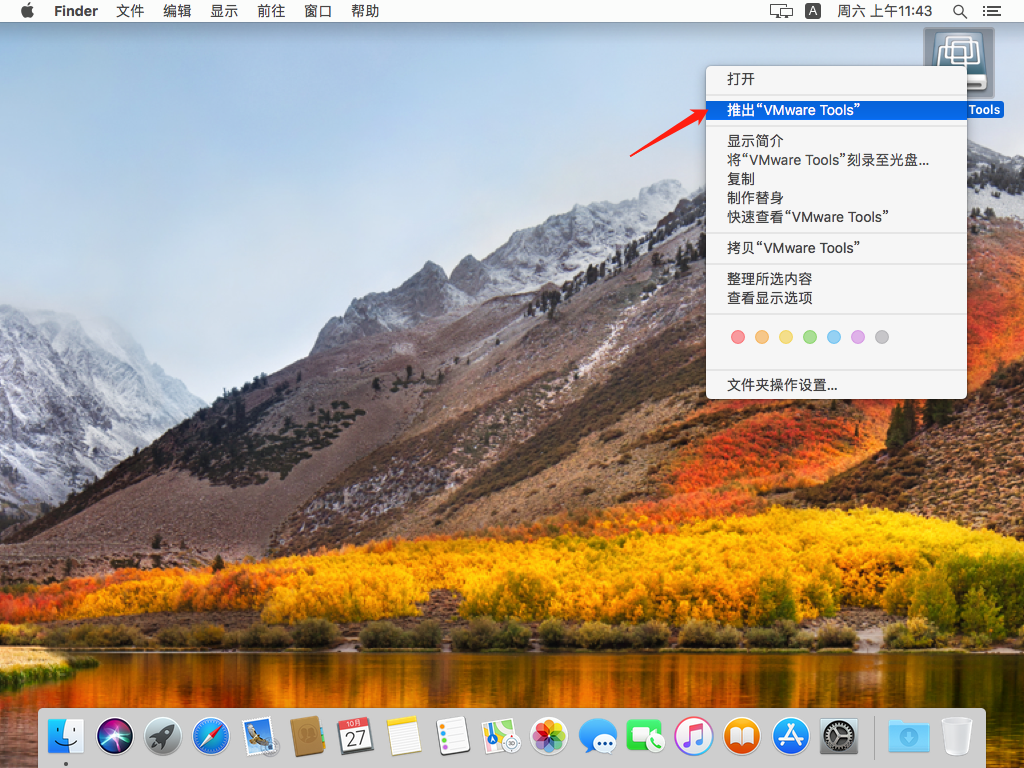 Finder 文件 编辑 显示 前往 窗口 帮助 A 周六 上午11:43
打开
推出“VMware Tools”
Tools
显示简介
将“VMware Tools”刻录至光盘...
复制
制作替身
快速查看“VMware Tools”
拷贝“VMware Tools”
整理所选内容
查看显示选项
文件夹操作设置...
10月
27
3D